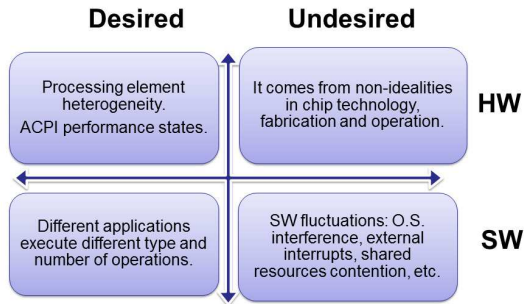 Desired
Undesired
Processing element
heterogeneity.
ACPI performance states.
It comes from non-idealities
in chip technology,
fabrication and operation.
HW
Different applications
execute different type and
number of operations.
SW fluctuations: O.S.
interference, external
interrupts, shared
resources contention, etc.
SW